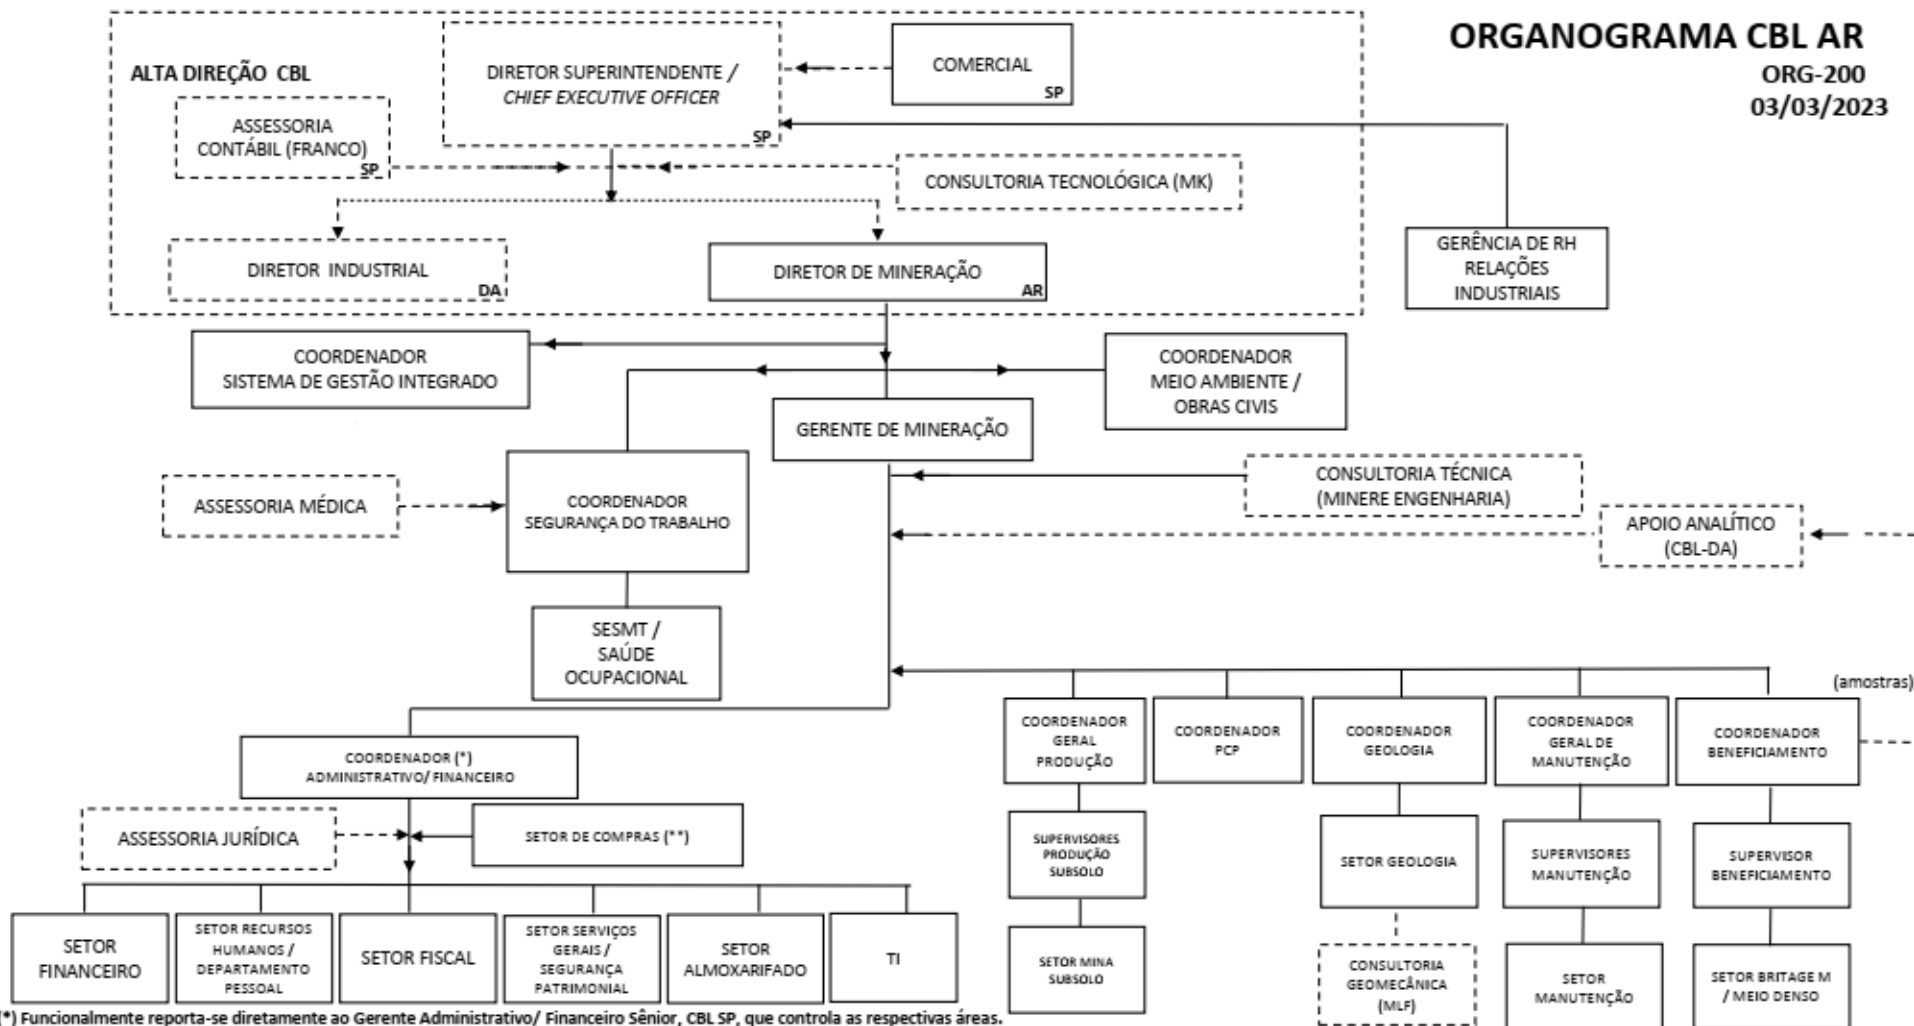 ORGANOGRAMA CBL AR
ORG-200
03/03/2023
ALTA DIREÇÃO CBL
DIRETOR SUPERINTENDENTE /
CHIEF EXECUTIVE OFFICER
SP
COMERCIAL
SP
ASSESSORIA
CONTÁBIL (FRANCO)
SP
CONSULTORIA TECNOLÓGICA (MK)
DIRETOR INDUSTRIAL
DA
DIRETOR DE MINERAÇÃO
AR
GERÊNCIA DE RH
RELAÇÕES
INDUSTRIAIS
COORDENADOR
SISTEMA DE GESTÃO INTEGRADO
COORDENADOR
MEIO AMBIENTE /
OBRAS CIVIS
GERENTE DE MINERAÇÃO
ASSESSORIA MÉDICA
COORDENADOR
SEGURANÇA DO TRABALHO
CONSULTORIA TÉCNICA
(MINERE ENGENHARIA)
APOIO ANALÍTICO
(CBL-DA)
SESMT /
SAÚDE
OCUPACIONAL
(amostras)
COORDENADOR
GERAL
PRODUÇÃO
COORDENADOR
PCP
COORDENADOR
GEOLOGIA
COORDENADOR
GERAL DE
MANUTENÇÃO
COORDENADOR
BENEFICIAMENTO
COORDENADOR (*)
ADMINISTRATIVO/ FINANCEIRO
ASSESSORIA JURÍDICA
SETOR DE COMPRAS (**)
SUPERVISORES
PRODUÇÃO
SUBSOLO
SETOR GEOLOGIA
SUPERVISORES
MANUTENÇÃO
SUPERVISOR
BENEFICIAMENTO
SETOR
FINANCEIRO
SETOR RECURSOS
HUMANOS /
DEPARTAMENTO
PESSOAL
SETOR FISCAL
SETOR SERVIÇOS
GERAIS /
SEGURANÇA
PATRIMONIAL
SETOR
ALMOXARIFADO
TI
SETOR MINA
SUBSOLO
CONSULTORIA
GEOMECÂNICA
(MLF)
SETOR
MANUTENÇÃO
SETOR BRITAGE M
/ MEIO DENSO
(*) Funcionalmente reporta-se diretamente ao Gerente Administrativo/ Financeiro Sênior, CBL SP, que controla as respectivas áreas.